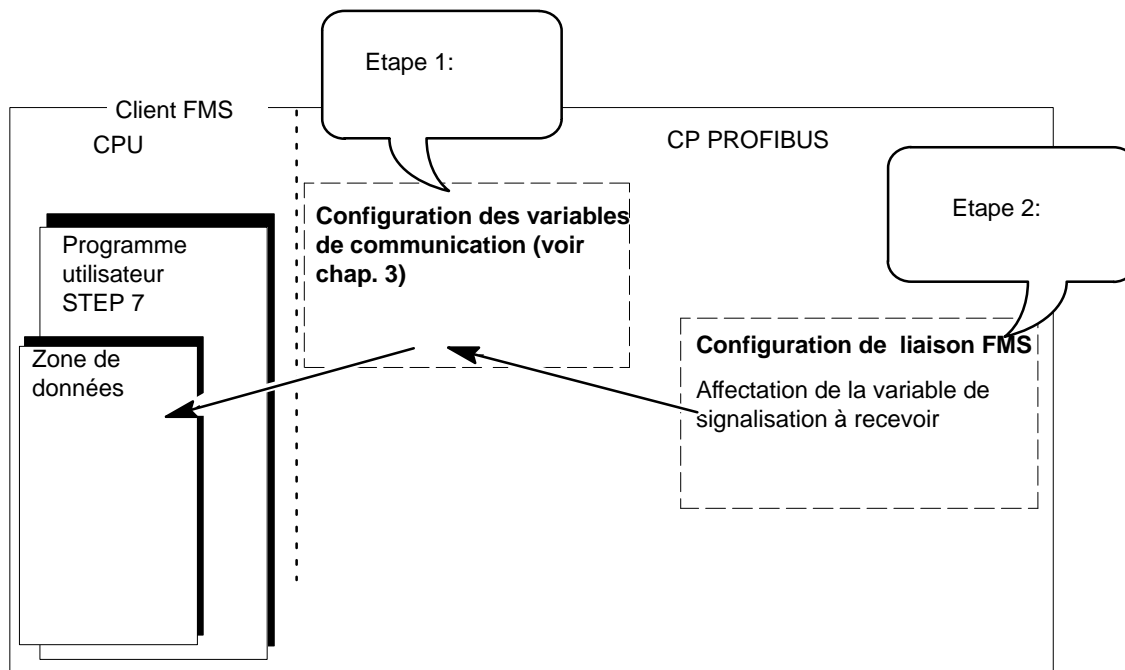 Etape 1:
Client FMS
CPU
CP PROFIBUS
Etape 2:
Configuration des variables
de communication (voir
chap. 3)
Programme
utilisateur
STEP 7
Zone de
données
Configuration de liaison FMS
Affectation de la variable de
signalisation à recevoir